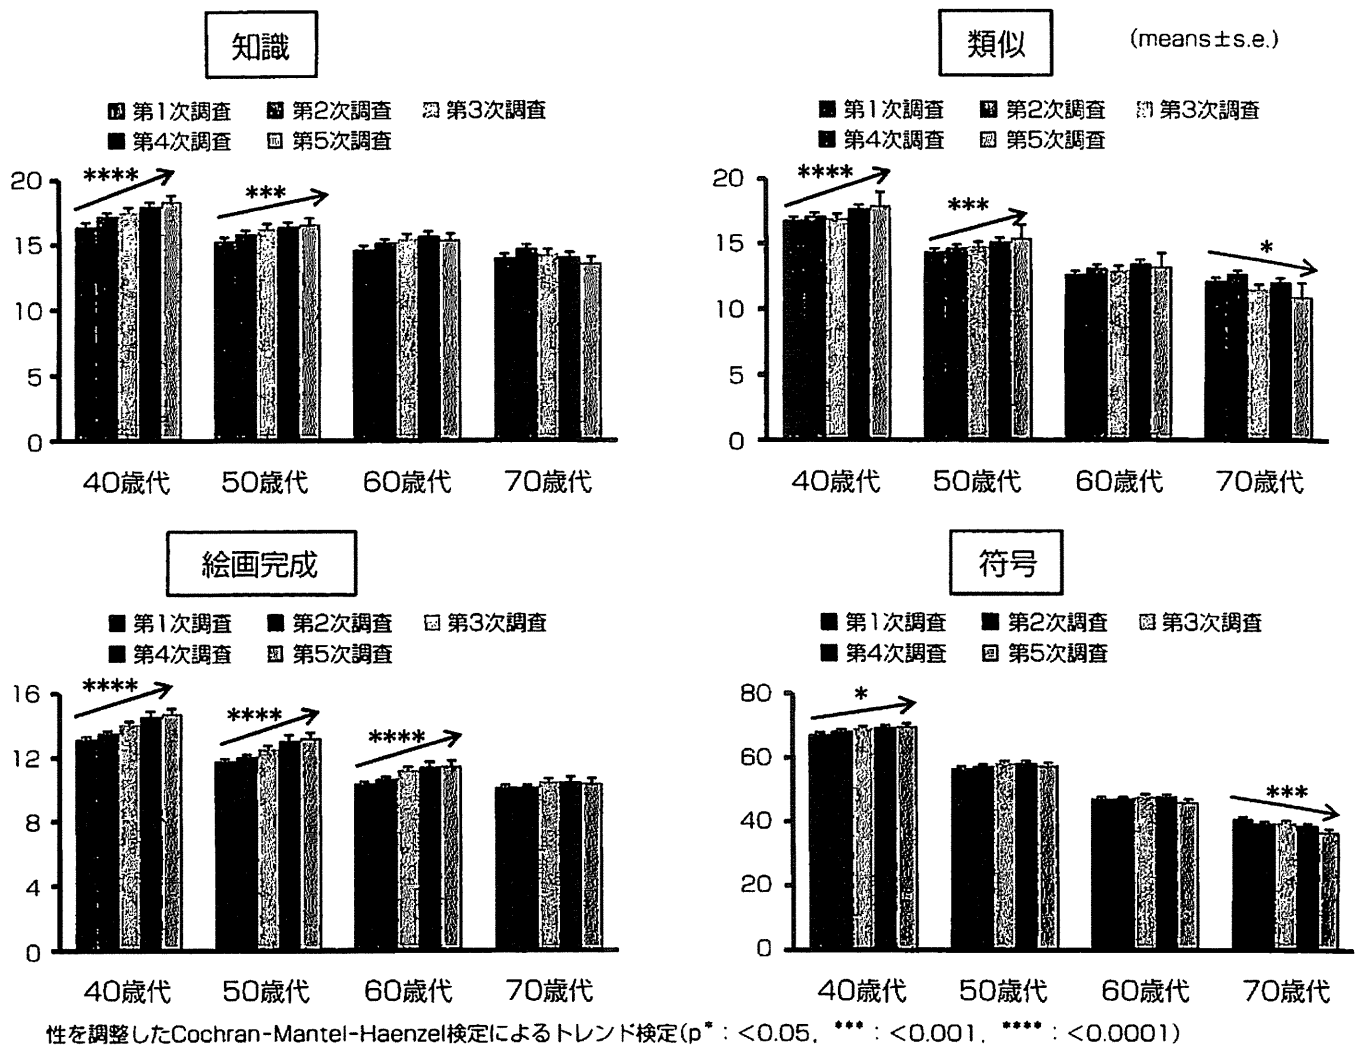 知識
■ 第1次調査 ■ 第2次調査 ■ 第3次調査
■ 第4次調査 ■ 第5次調査
20
15
10
5
0
****
***
40歳代 50歳代 60歳代 70歳代
類似
(means±s.e.)
■ 第1次調査 ■ 第2次調査 ■ 第3次調査
■ 第4次調査 ■ 第5次調査
20
15
10
5
0
****
***
*
40歳代 50歳代 60歳代 70歳代
絵画完成
■ 第1次調査 ■ 第2次調査 ■ 第3次調査
■ 第4次調査 ■ 第5次調査
16
12
8
4
0
****
****
****
40歳代 50歳代 60歳代 70歳代
符号
■ 第1次調査 ■ 第2次調査 ■ 第3次調査
■ 第4次調査 ■ 第5次調査
80
60
40
20
0
*
***
40歳代 50歳代 60歳代 70歳代
性を調整したCochran-Mantel-Haenzel検定によるトレンド検定(p*：<0.05, ***：<0.001, ****：<0.0001)